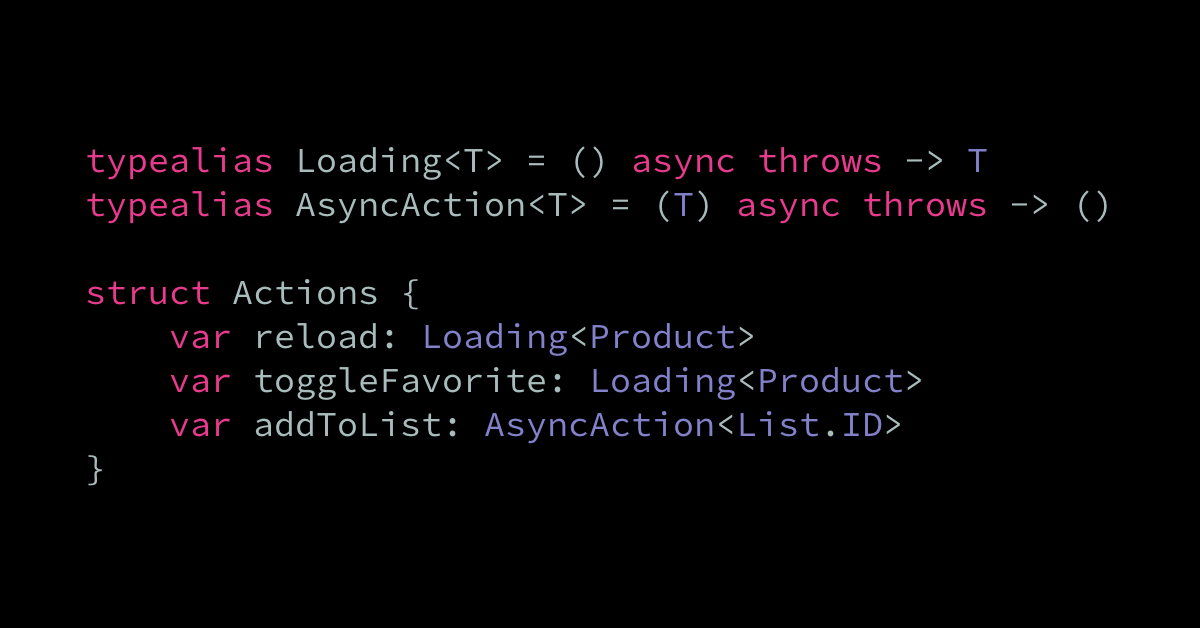 typealias Loading<T> = () async throws -> T
typealias AsyncAction<T> = (T) async throws -> ()
struct Actions {
    var reload: Loading<Product>
    var toggleFavorite: Loading<Product>
    var addToList: AsyncAction<List.ID>
}